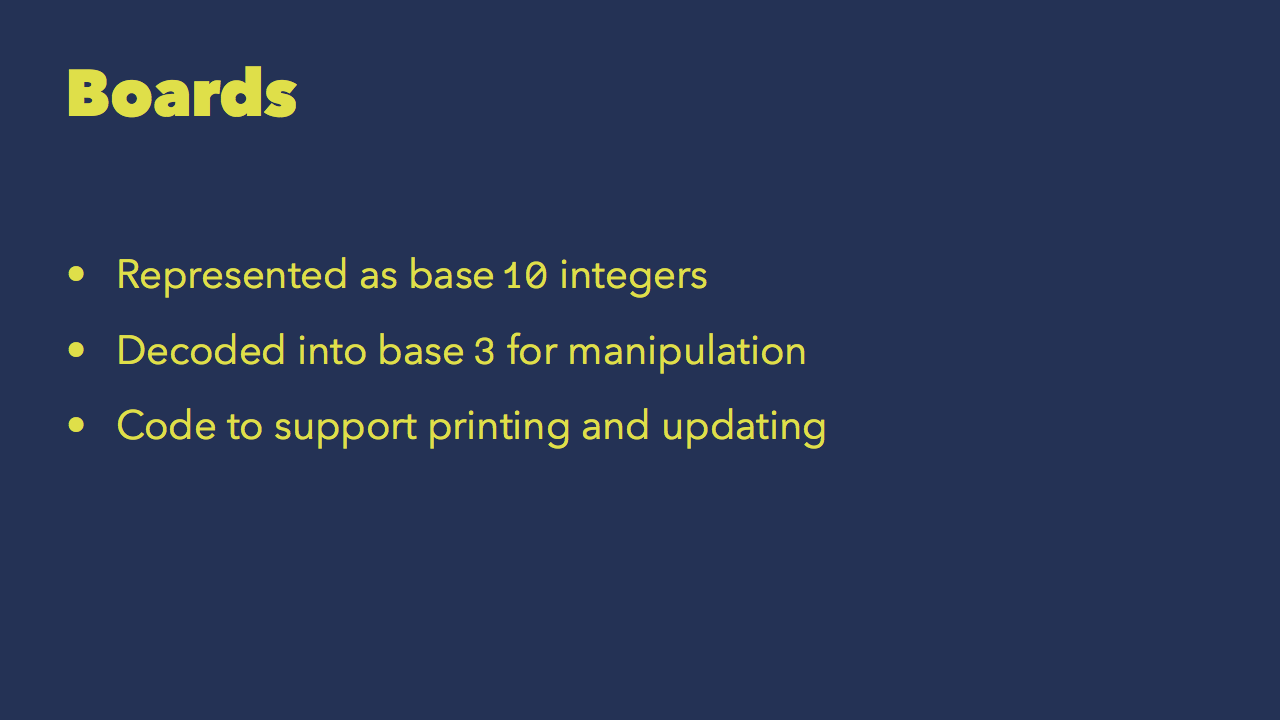 Boards
• Represented as base 10 integers
• Decoded into base 3 for manipulation
• Code to support printing and updating